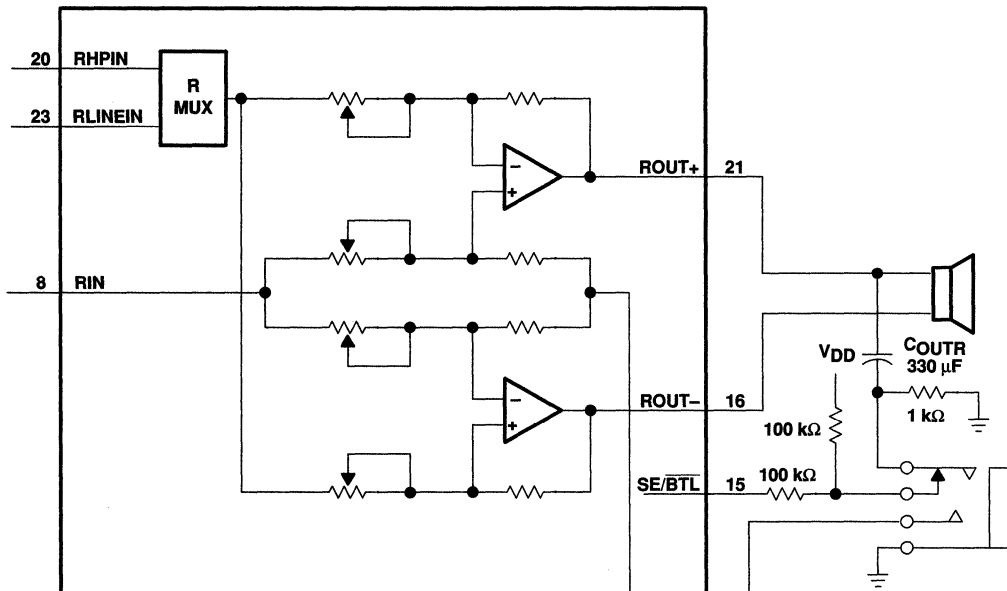 20 RHPIN
R
MUX
23 RLINEIN
−
+
ROUT+ 21
8 RIN
VDD
COUTR
330 µF
1 kΩ
−
+
ROUT− 16
100 kΩ
100 kΩ
SE/BTL 15